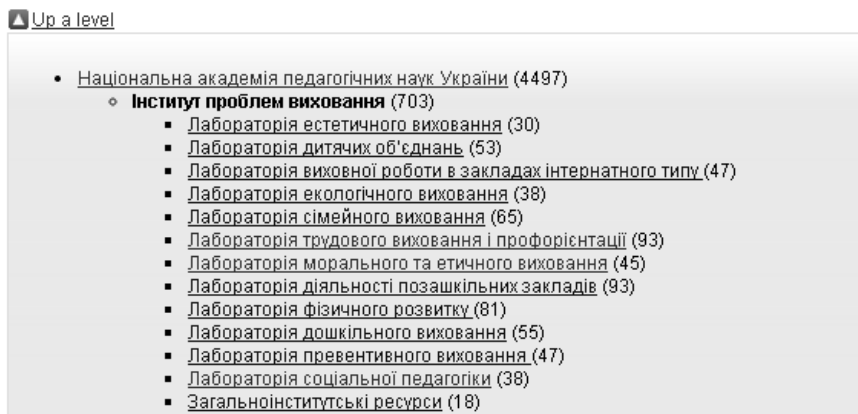 Up a level
Національна академія педагогічних наук України (4497)
Інститут проблем виховання (703)
Лабораторія естетичного виховання (30)
Лабораторія дитячих об'єднань (53)
Лабораторія виховної роботи в закладах інтернатного типу (47)
Лабораторія екологічного виховання (38)
Лабораторія сімейного виховання (65)
Лабораторія трудового виховання і профорієнтації (93)
Лабораторія морального та етичного виховання (45)
Лабораторія діяльності позашкільних закладів (93)
Лабораторія фізичного розвитку (81)
Лабораторія дошкільного виховання (55)
Лабораторія превентивного виховання (47)
Лабораторія соціальної педагогіки (38)
Загальноінститутські ресурси (18)